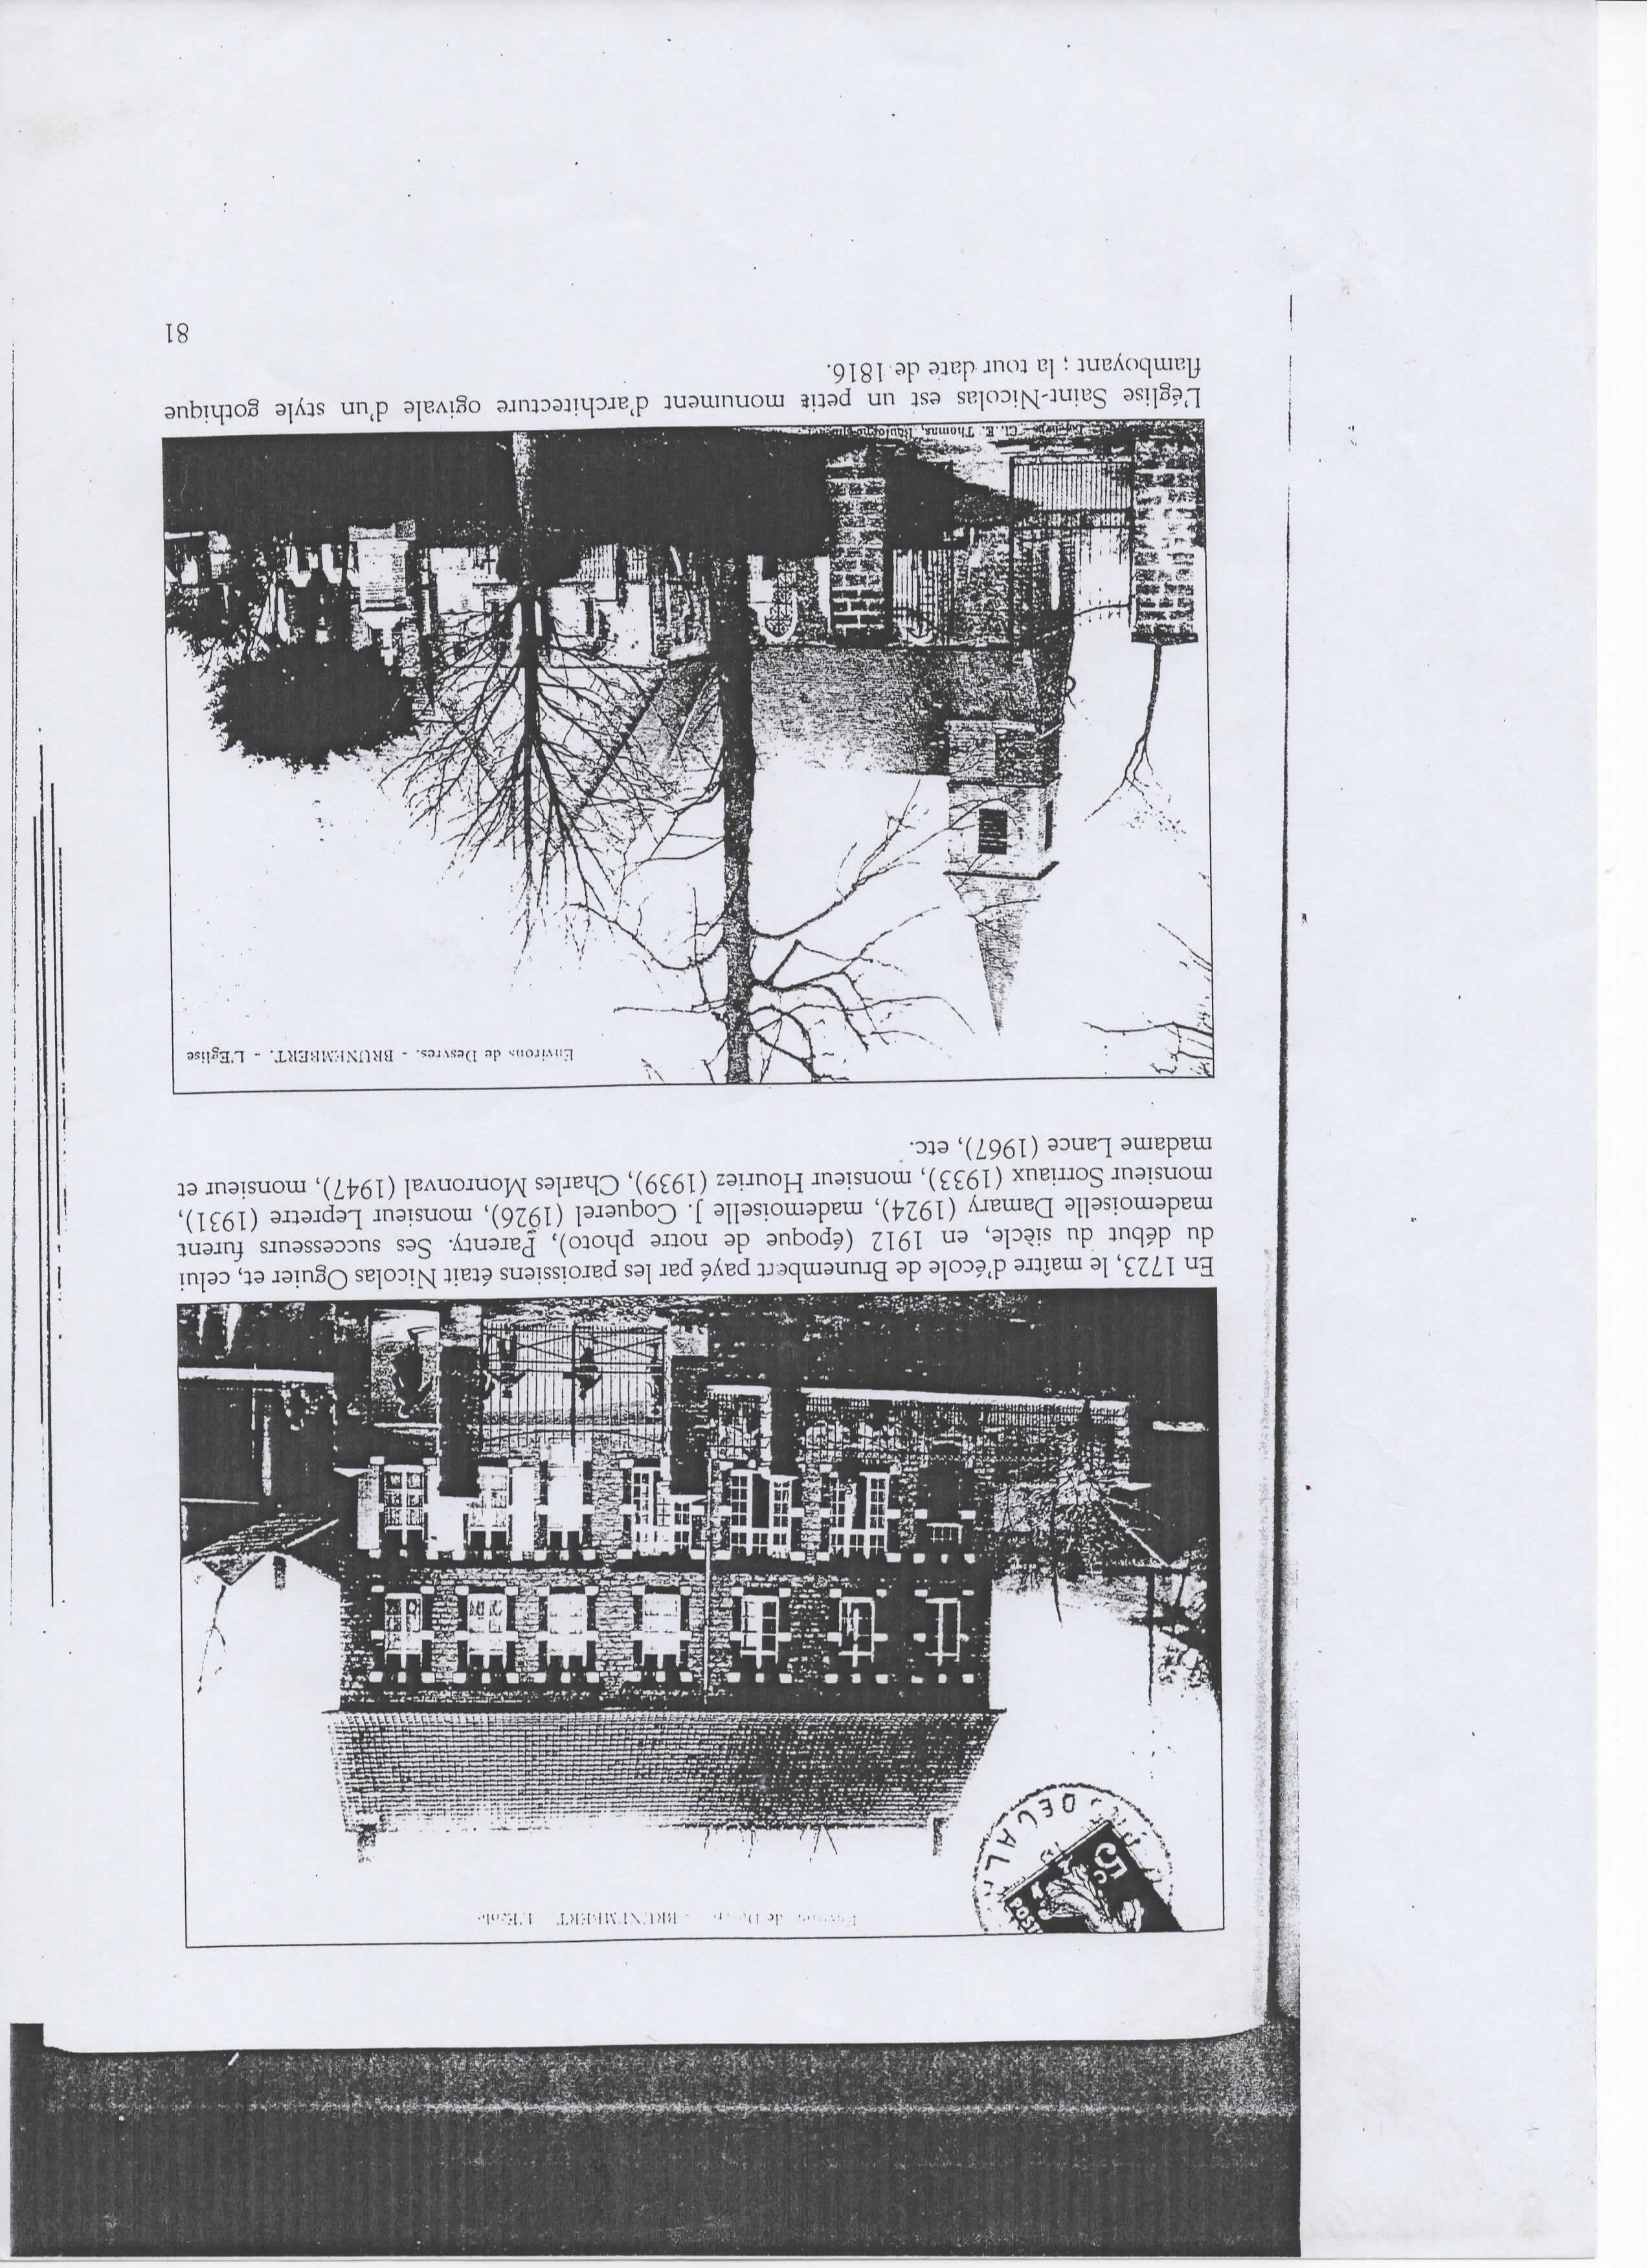 BRUNEMBERT L'École
5c
POST
DE CAL
En 1723, le maître d'école de Brunembert payé par les paroissiens était Nicolas Oguier et, celui
du début du siècle, en 1912 (époque de notre photo), Parenty. Ses successeurs furent
mademoiselle Damary (1924), mademoiselle J. Coquerel (1926), monsieur Lepretre (1931),
monsieur Sorriaux (1933), monsieur Houriez (1939), Charles Monronval (1947), monsieur et
madame Lance (1967), etc.
Environs de Desvres. - BRUNEMBERT. - L'Eglise
Cl. E. Thomas,
L'église Saint-Nicolas est un petit monument d'architecture ogivale d'un style gothique
flamboyant ; la tour date de 1816.
81